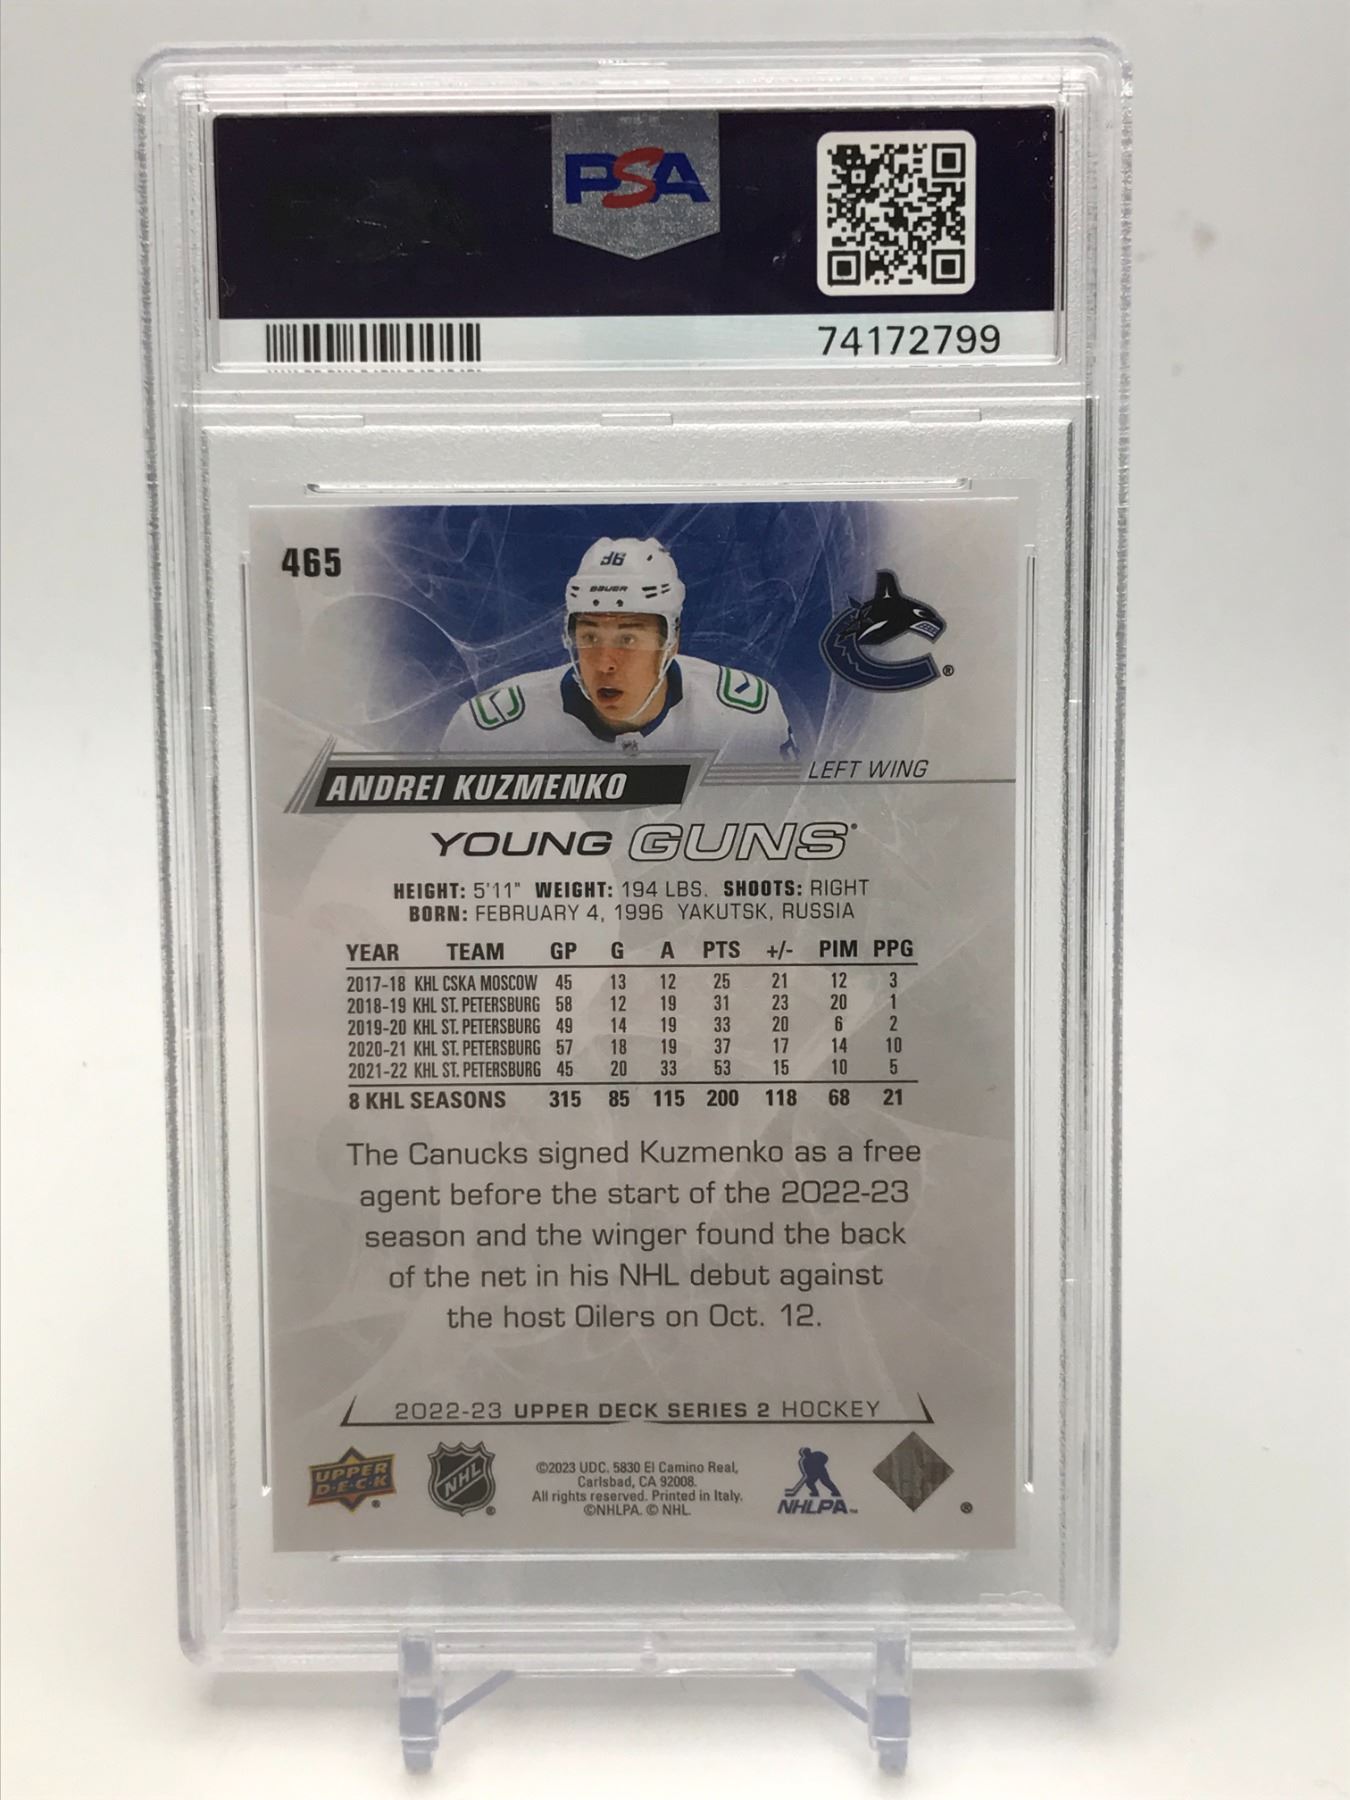 PSA
74172799
465
36
BAUER
®
LEFT WING
ANDREI KUZMENKO
YOUNG GUNS®
HEIGHT: 5'11" WEIGHT: 194 LBS. SHOOTS: RIGHT
BORN: FEBRUARY 4, 1996 YAKUTSK, RUSSIA
YEAR TEAM GP G A PTS +/- PIM PPG
2017-18 KHL CSKA MOSCOW 45 13 12 25 21 12 3
2018-19 KHL ST. PETERSBURG 58 12 19 31 23 20 1
2019-20 KHL ST. PETERSBURG 49 14 19 33 20 6 2
2020-21 KHL ST. PETERSBURG 57 18 19 37 17 14 10
2021-22 KHL ST. PETERSBURG 45 20 33 53 15 10 5
8 KHL SEASONS 315 85 115 200 118 68 21
The Canucks signed Kuzmenko as a free
agent before the start of the 2022-23
season and the winger found the back
of the net in his NHL debut against
the host Oilers on Oct. 12.
2022-23 UPPER DECK SERIES 2 HOCKEY
UPPER
D·E·C·K
®
NHL
®
©2023 UDC. 5830 El Camino Real,
Carlsbad, CA 92008.
All rights reserved. Printed in Italy.
©NHLPA. © NHL.
NHLPA™
®